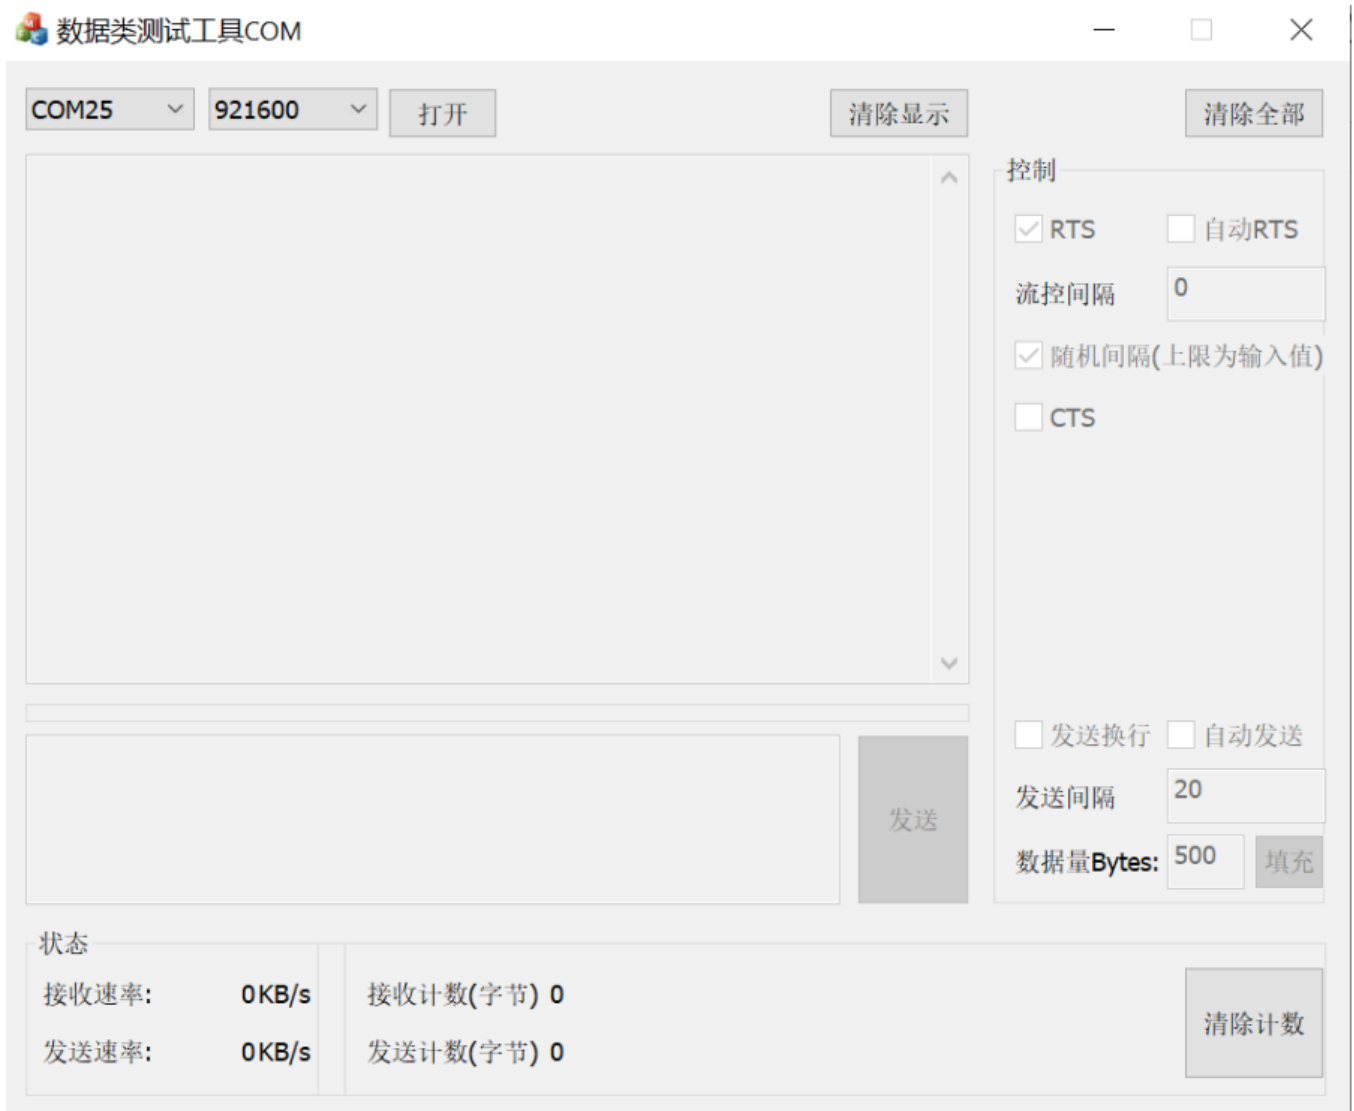 数据类测试工具COM
COM25 921600 打开 清除显示 清除全部
控制
RTS 自动RTS
流控间隔 0
随机间隔(上限为输入值)
CTS
发送换行 自动发送
发送
发送间隔 20
数据量Bytes: 500 填充
状态
接收速率: 0KB/s 接收计数(字节) 0
发送速率: 0KB/s 发送计数(字节) 0
清除计数